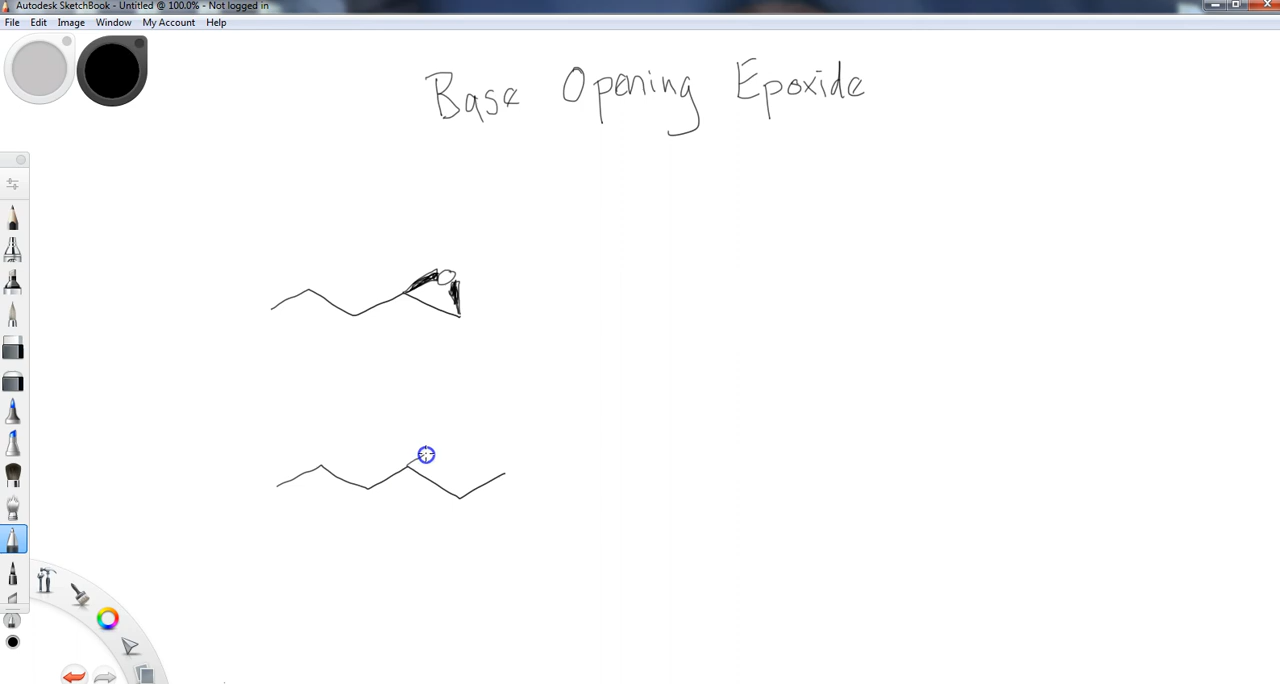 Autodesk SketchBook - Untitled @ 100.0% - Not logged in
File Edit Image Window My Account Help
Base Opening Epoxide
O